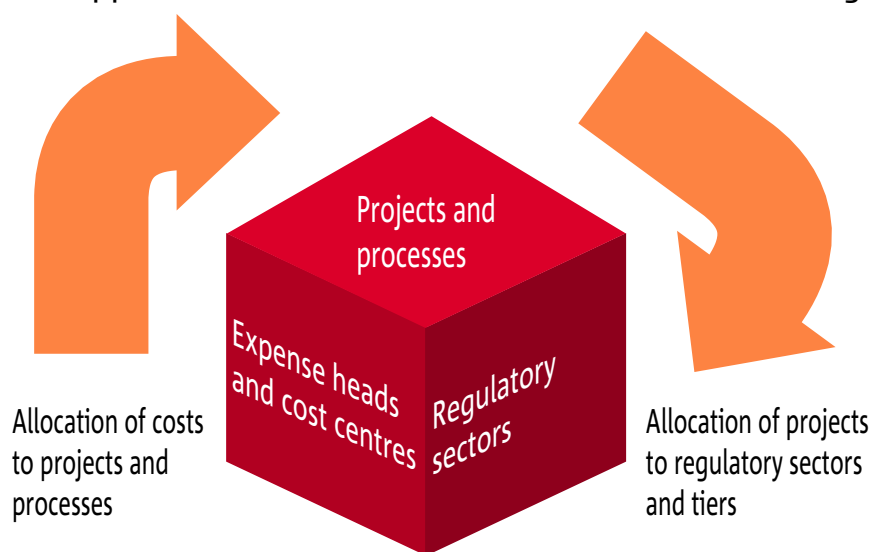 Projects and
processes
Expense heads
and cost centres
Regulatory
sectors
Allocation of costs
to projects and
processes
Allocation of projects
to regulatory sectors
and tiers